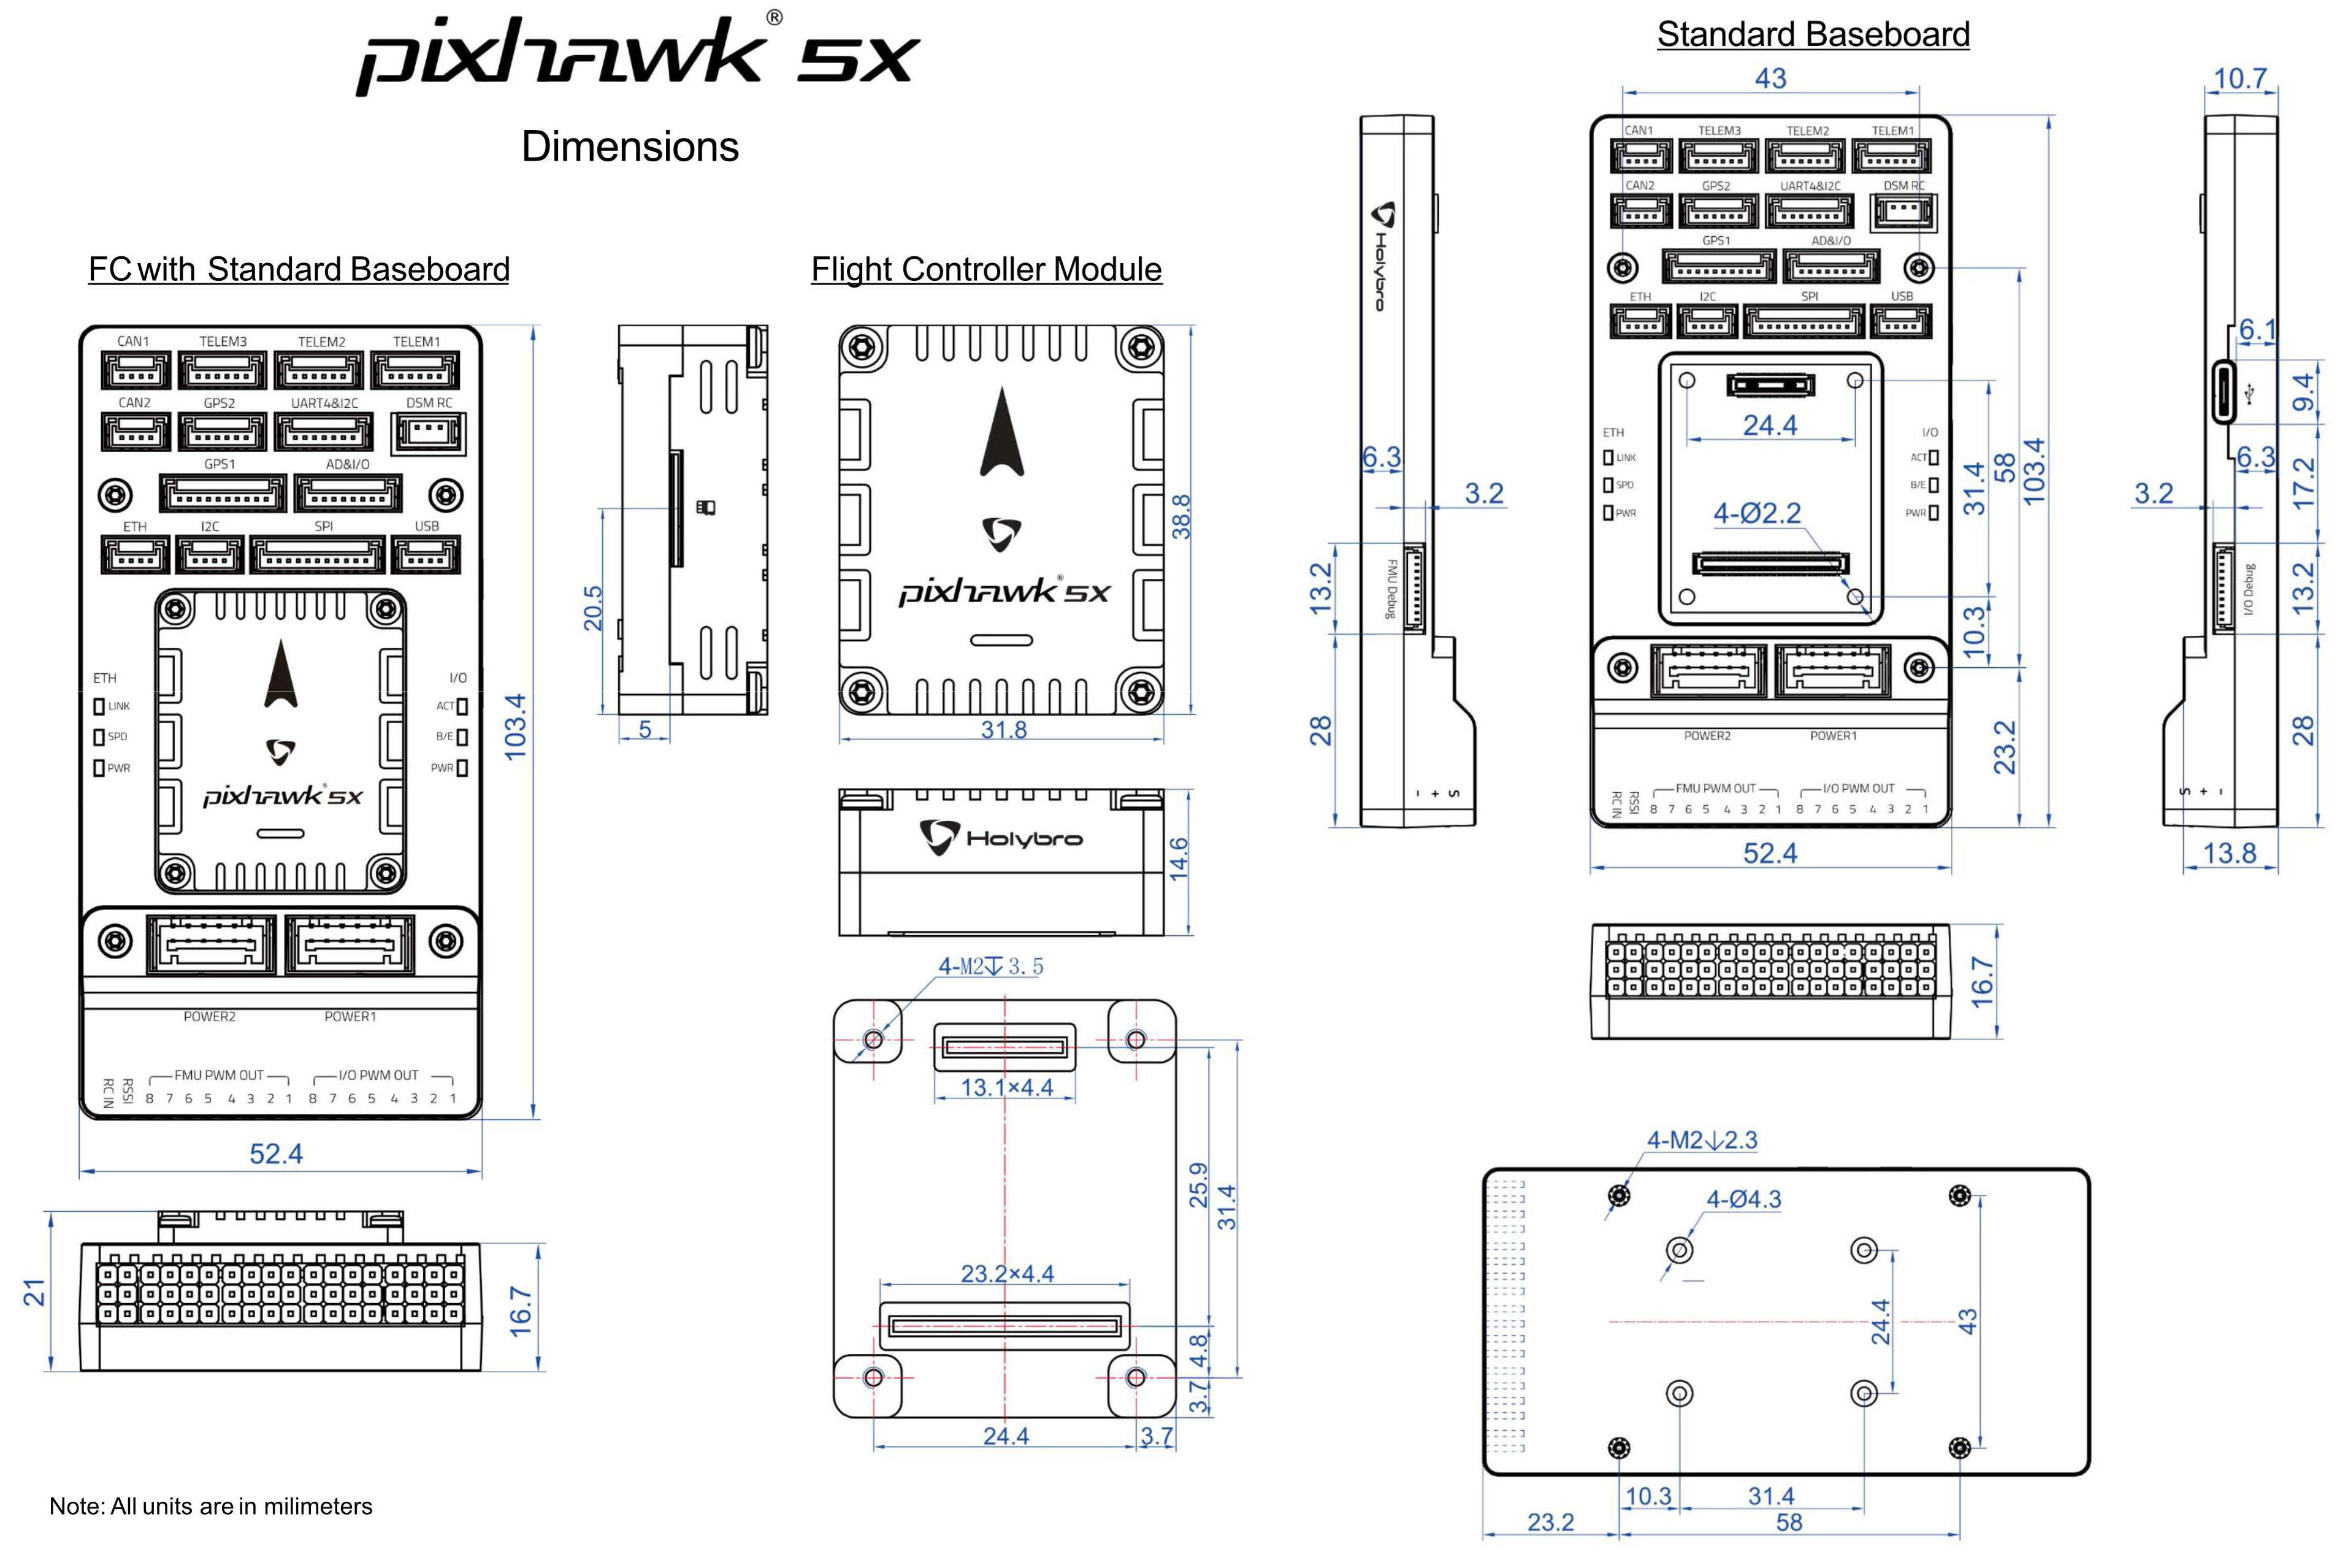 pixhawk® 5X
Dimensions
FC with Standard Baseboard
CAN1 TELEM3 TELEM2 TELEM1
CAN2 GPS2 UART4&I2C DSM RC
GPS1 AD&I/O
ETH I2C SPI USB
ETH I/O
LINK ACT
SPD B/E
PWR PWR
pixhawk® 5X
POWER2 POWER1
RC IN RSSI FMU PWM OUT I/O PWM OUT
8 7 6 5 4 3 2 1 8 7 6 5 4 3 2 1
103.4
52.4
21
16.7
Note: All units are in milimeters
Flight Controller Module
20.5
5
pixhawk® 5X
38.8
31.8
Holybro
14.6
4-M2↧3.5
13.1×4.4
25.9
31.4
23.2×4.4
4.8
3.7
24.4
3.7
Standard Baseboard
Holybro
6.3
3.2
13.2
FMU Debug
28
- + S
43
CAN1 TELEM3 TELEM2 TELEM1
CAN2 GPS2 UART4&I2C DSM RC
GPS1 AD&I/O
ETH I2C SPI USB
24.4
ETH I/O
LINK ACT
SPD B/E
PWR PWR
4-Ø2.2
31.4
58
103.4
10.3
23.2
POWER2 POWER1
RC IN RSSI FMU PWM OUT I/O PWM OUT
8 7 6 5 4 3 2 1 8 7 6 5 4 3 2 1
52.4
10.7
6.1
9.4
6.3
17.2
3.2
13.2
I/O Debug
28
S + -
13.8
16.7
4-M2↓2.3
4-Ø4.3
24.4
43
10.3 31.4
23.2 58